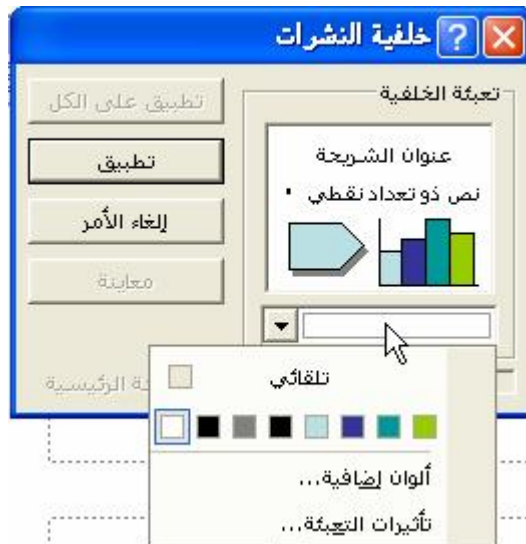 خلفية النشرات
تعبئة الخلفية
عنوان الشريحة
نص ذو تعداد نقطي
تطبيق على الكل
تطبيق
إلغاء الأمر
معاينة
ة الرئيسية
تلقائي
ألوان إضافية...
تأثيرات التعبئة...